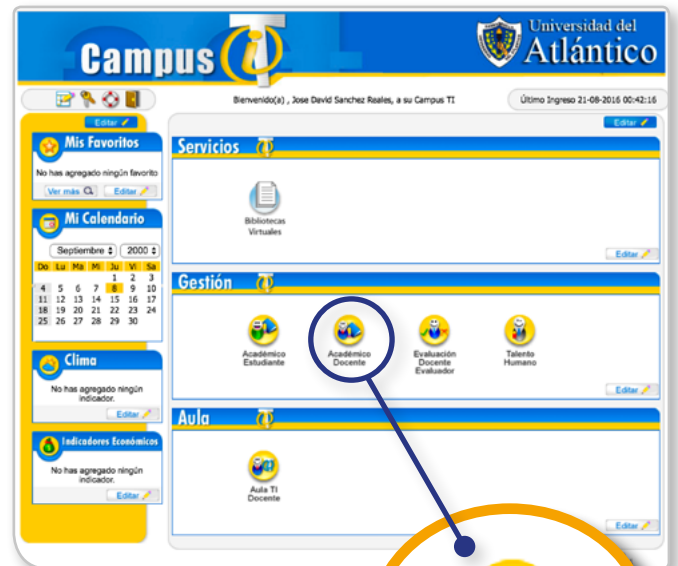 Campus ti
Universidad del
Atlántico
Bienvenido(a) , Jose David Sanchez Reales, a su Campus TI
Último Ingreso 21-08-2016 00:42:16
Editar
Mis Favoritos
No has agregado ningún favorito
Ver más
Editar
Mi Calendario
Septiembre 2000
Do Lu Ma Mi Ju Vi Sa
1 2 3
4 5 6 7 8 9 10
11 12 13 14 15 16 17
18 19 20 21 22 23 24
25 26 27 28 29 30
Clima
No has agregado ningún
indicador.
Editar
Indicadores Económicos
No has agregado ningún
indicador.
Editar
Editar
Servicios
Bibliotecas
Virtuales
Editar
Gestión
Académico
Estudiante
Académico
Docente
Evaluación
Docente
Evaluador
Talento
Humano
Editar
Aula
Aula TI
Docente
Editar